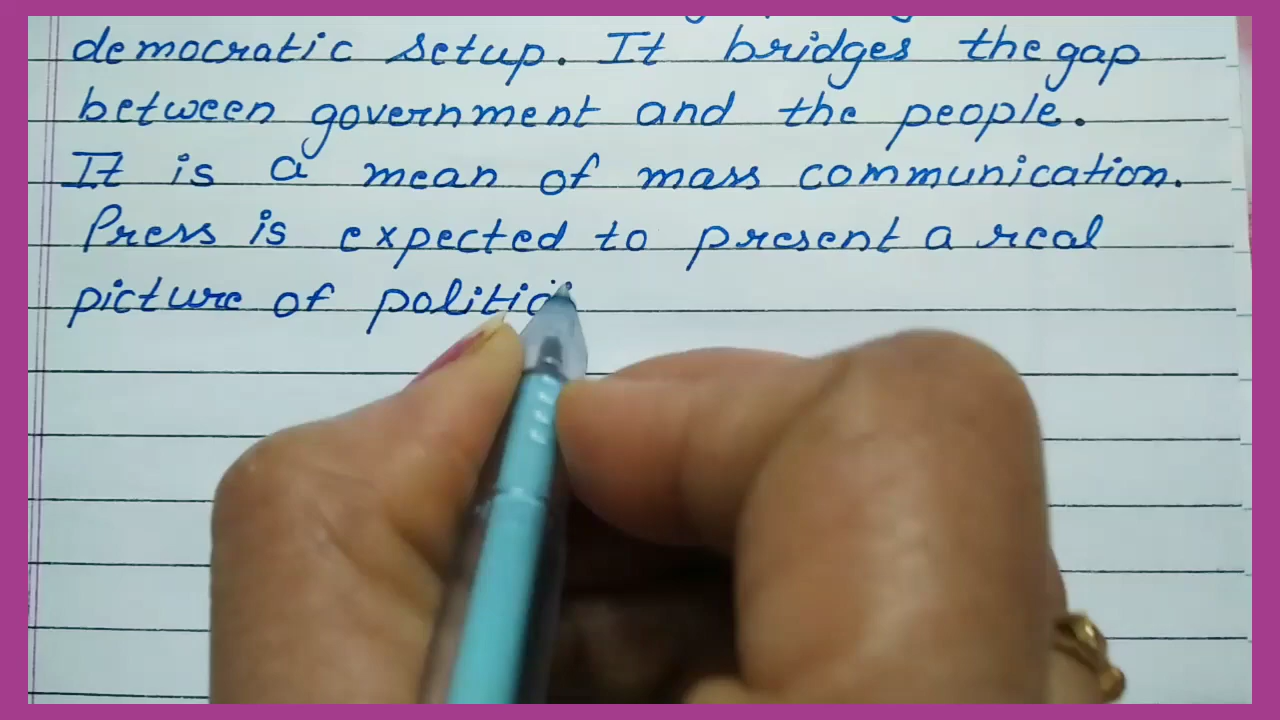 democratic setup. It bridges the gap
between government and the people.
It is a mean of mass communication.
Press is expected to present a real
picture of politic